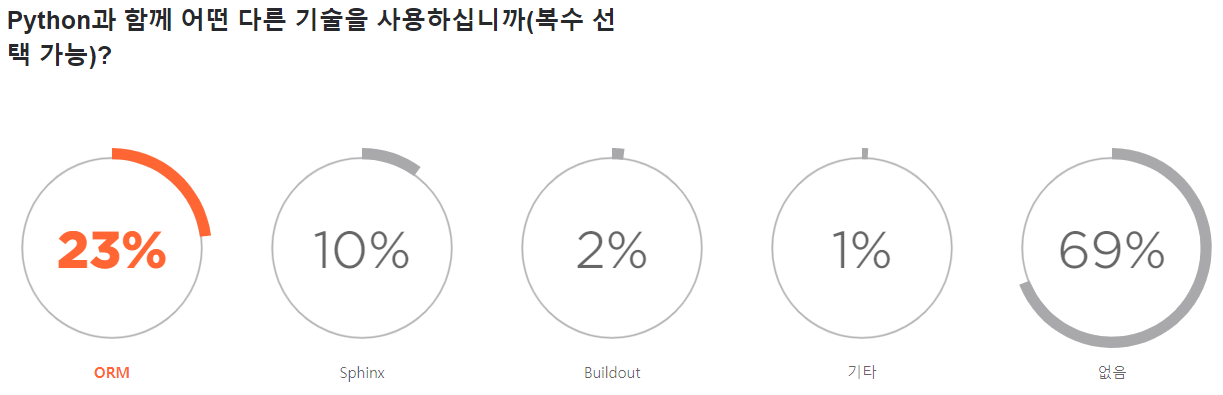 Python과 함께 어떤 다른 기술을 사용하십니까(복수 선
택 가능)?
23%
10%
2%
1%
69%
ORM
Sphinx
Buildout
기타
없음